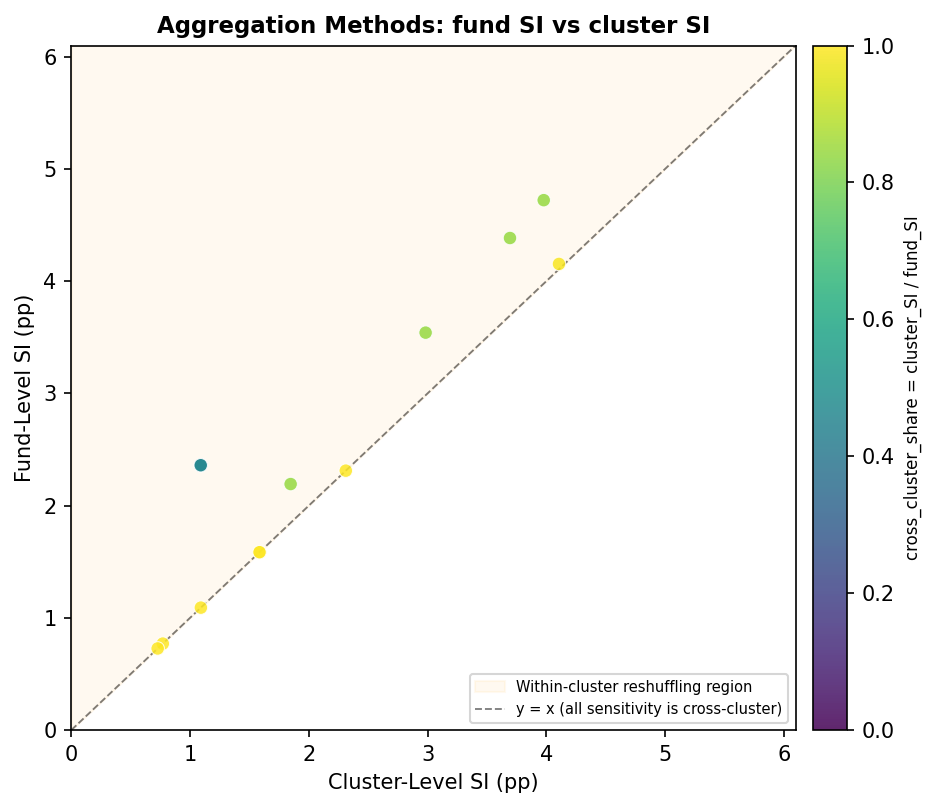 Aggregation Methods: fund SI vs cluster SI
6
5
4
3
2
1
0
Fund-Level SI (pp)
0 1 2 3 4 5 6
Cluster-Level SI (pp)
Within-cluster reshuffling region
y = x (all sensitivity is cross-cluster)
1.0
0.8
0.6
0.4
0.2
0.0
cross_cluster_share = cluster_SI / fund_SI